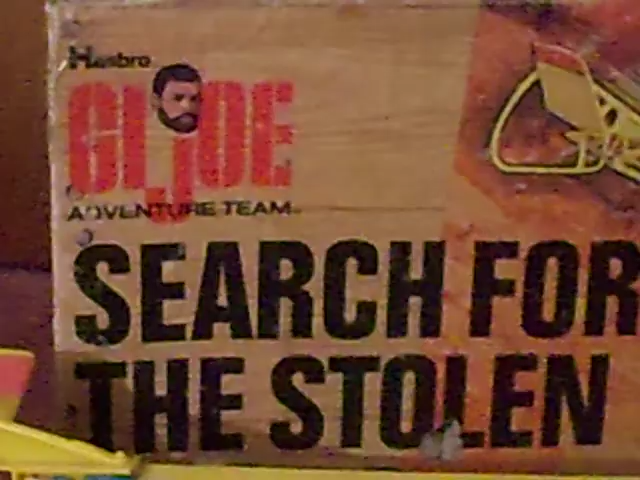 Hasbro
GI JOE
ADVENTURE TEAM
SEARCH FOR
THE STOLEN